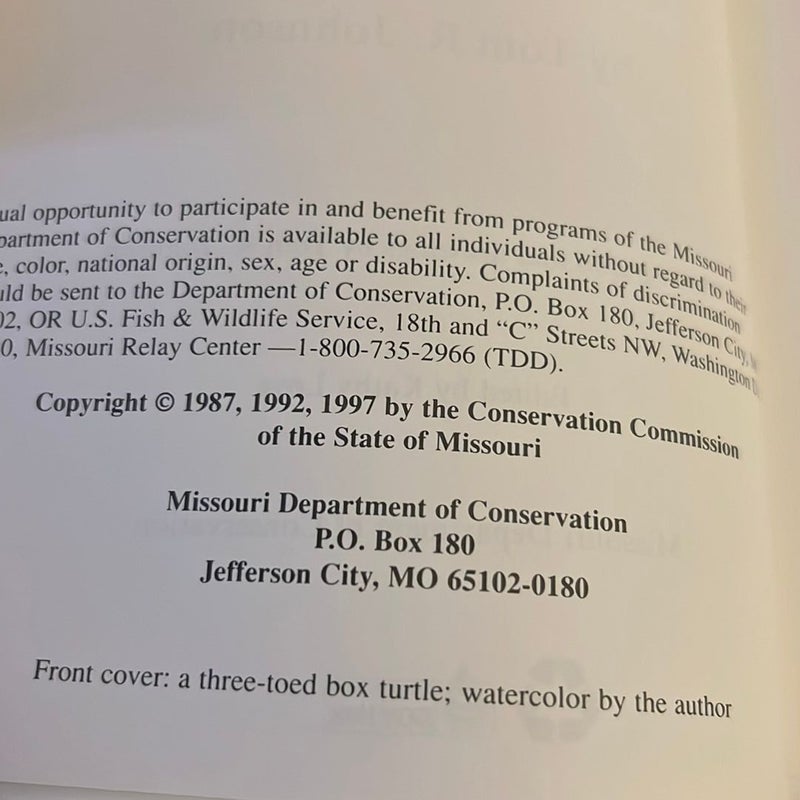 ual opportunity to participate in and benefit from programs of the Missouri
partment of Conservation is available to all individuals without regard to their
e, color, national origin, sex, age or disability. Complaints of discrimination
uld be sent to the Department of Conservation, P.O. Box 180, Jefferson City,
02, OR U.S. Fish & Wildlife Service, 18th and “C” Streets NW, Washington
0, Missouri Relay Center —1-800-735-2966 (TDD).
Copyright © 1987, 1992, 1997 by the Conservation Commission
of the State of Missouri
Missouri Department of Conservation
P.O. Box 180
Jefferson City, MO 65102-0180
Front cover: a three-toed box turtle; watercolor by the author